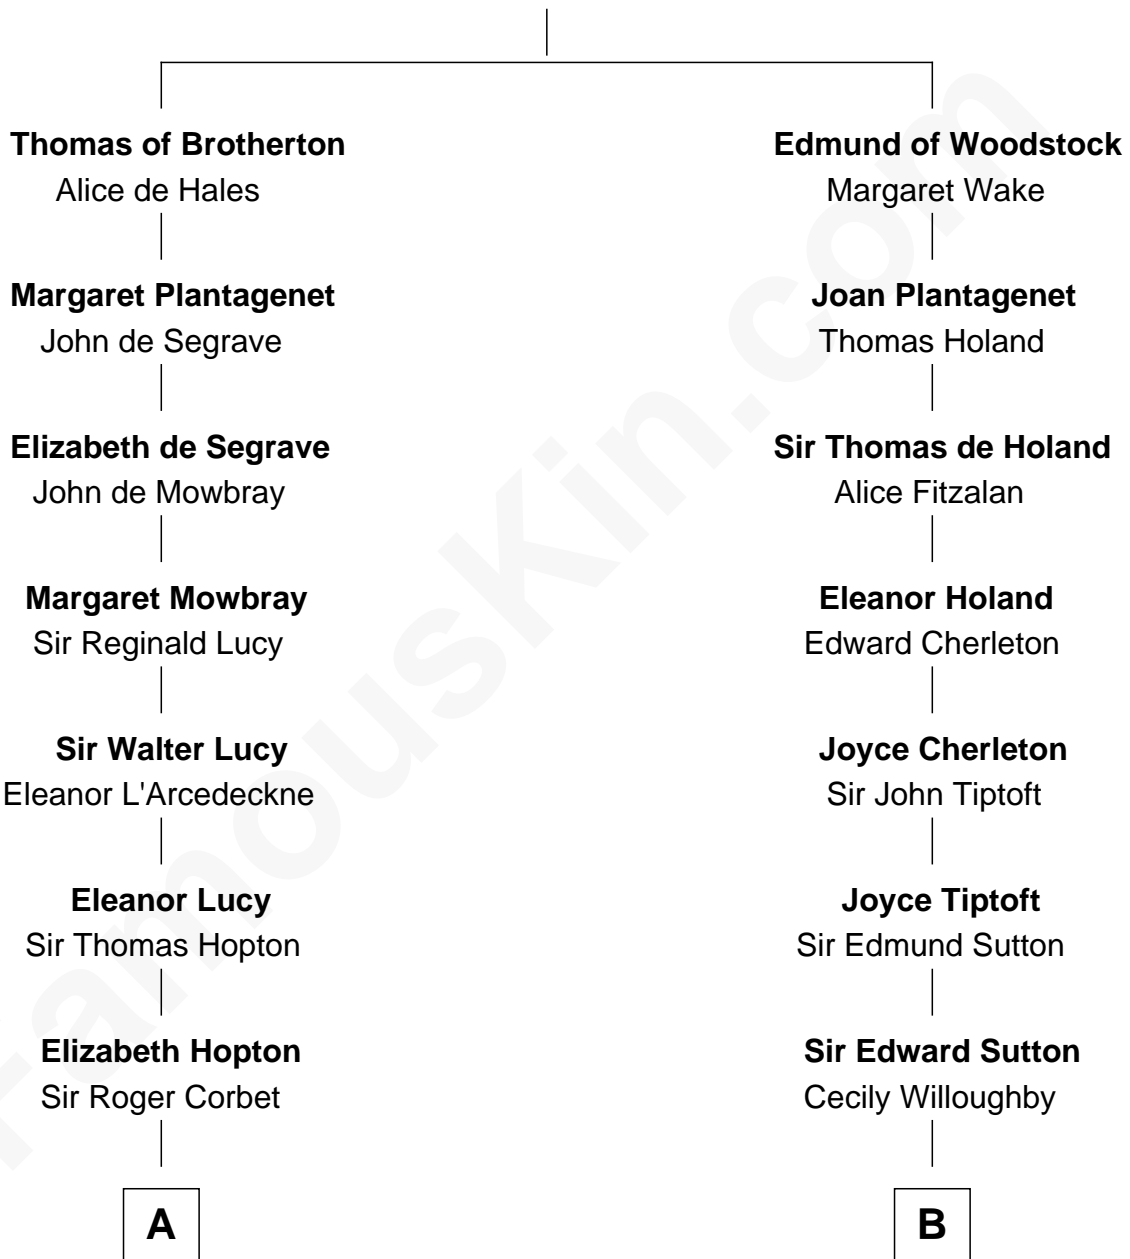 Thomas of Brotherton
Alice de Hales
Margaret Plantagenet
John de Segrave
Elizabeth de Segrave
John de Mowbray
Margaret Mowbray
Sir Reginald Lucy
Sir Walter Lucy
Eleanor L'Arcedeckne
Eleanor Lucy
Sir Thomas Hopton
Elizabeth Hopton
Sir Roger Corbet
A
Edmund of Woodstock
Margaret Wake
Joan Plantagenet
Thomas Holand
Sir Thomas de Holand
Alice Fitzalan
Eleanor Holand
Edward Cherleton
Joyce Cherleton
Sir John Tiptoft
Joyce Tiptoft
Sir Edmund Sutton
Sir Edward Sutton
Cecily Willoughby
B
FamousKin.com